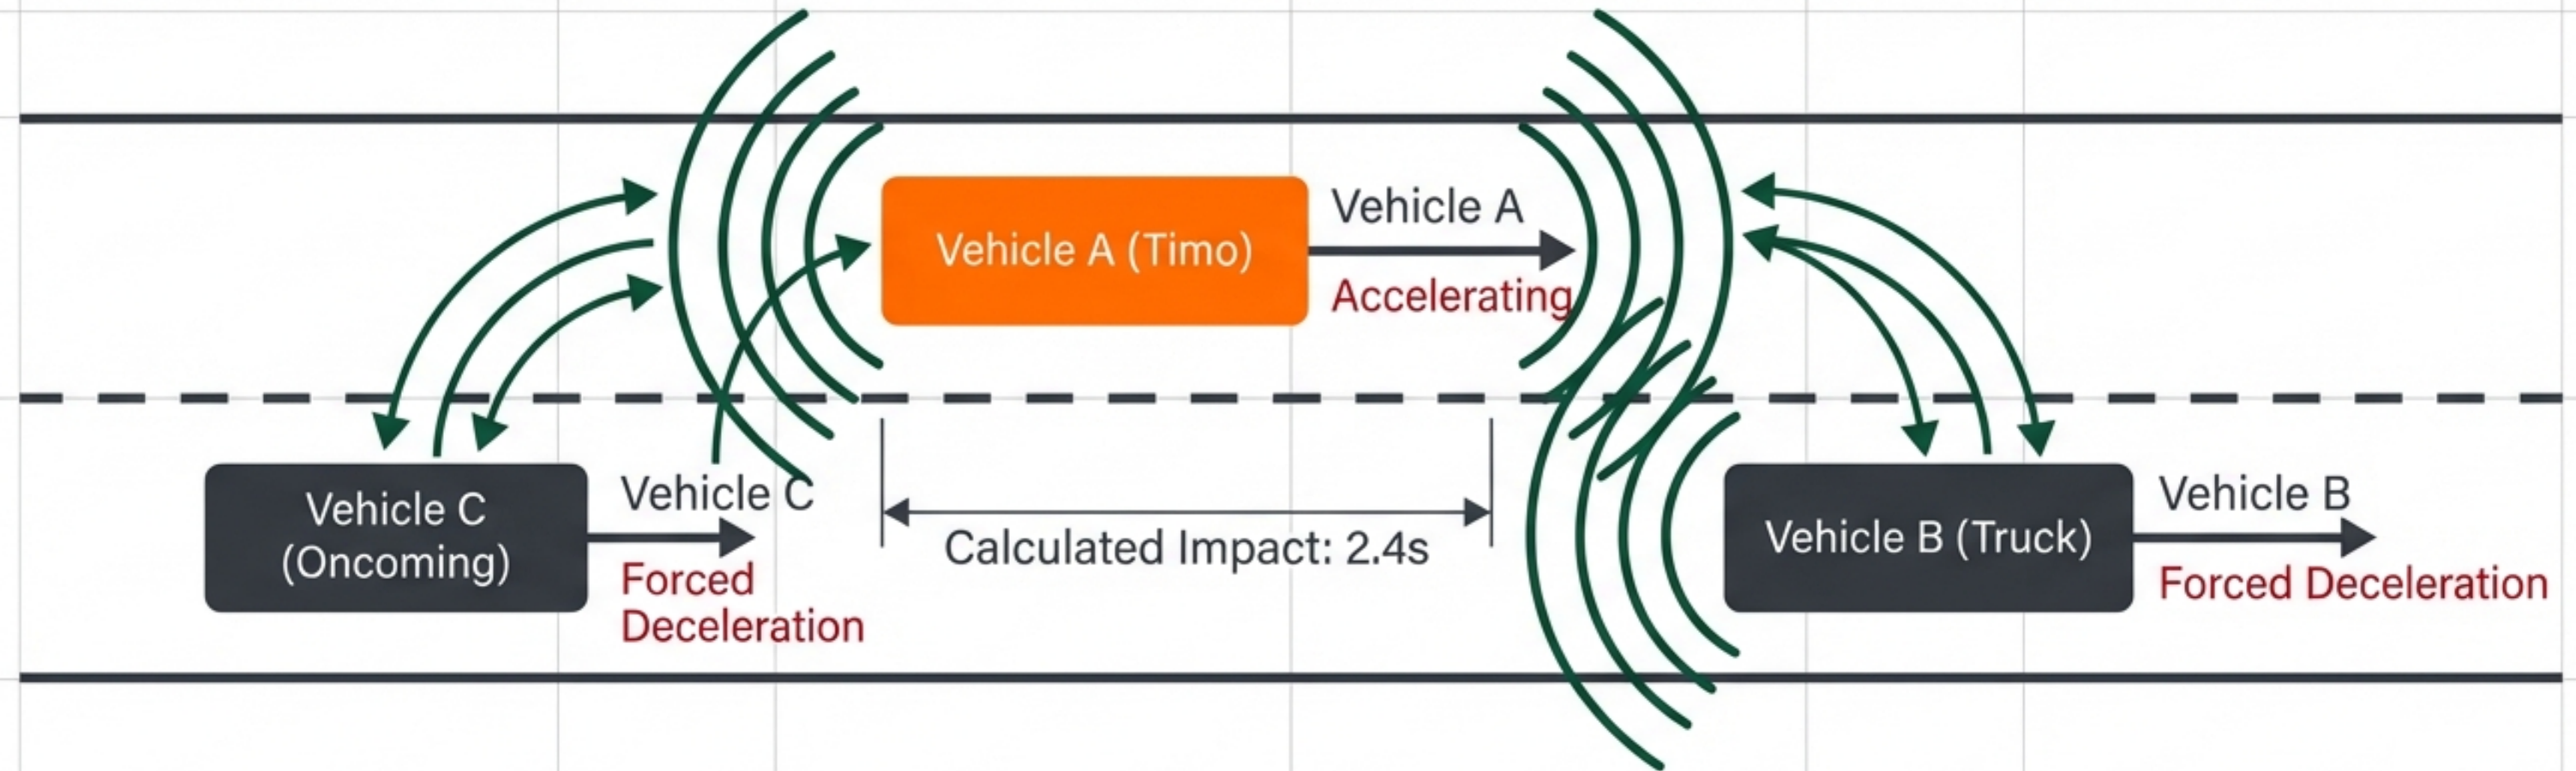 Vehicle A (Timo)
Vehicle A
Accelerating
Vehicle C
(Oncoming)
Vehicle C
Forced
Deceleration
Calculated Impact: 2.4s
Vehicle B (Truck)
Vehicle B
Forced Deceleration